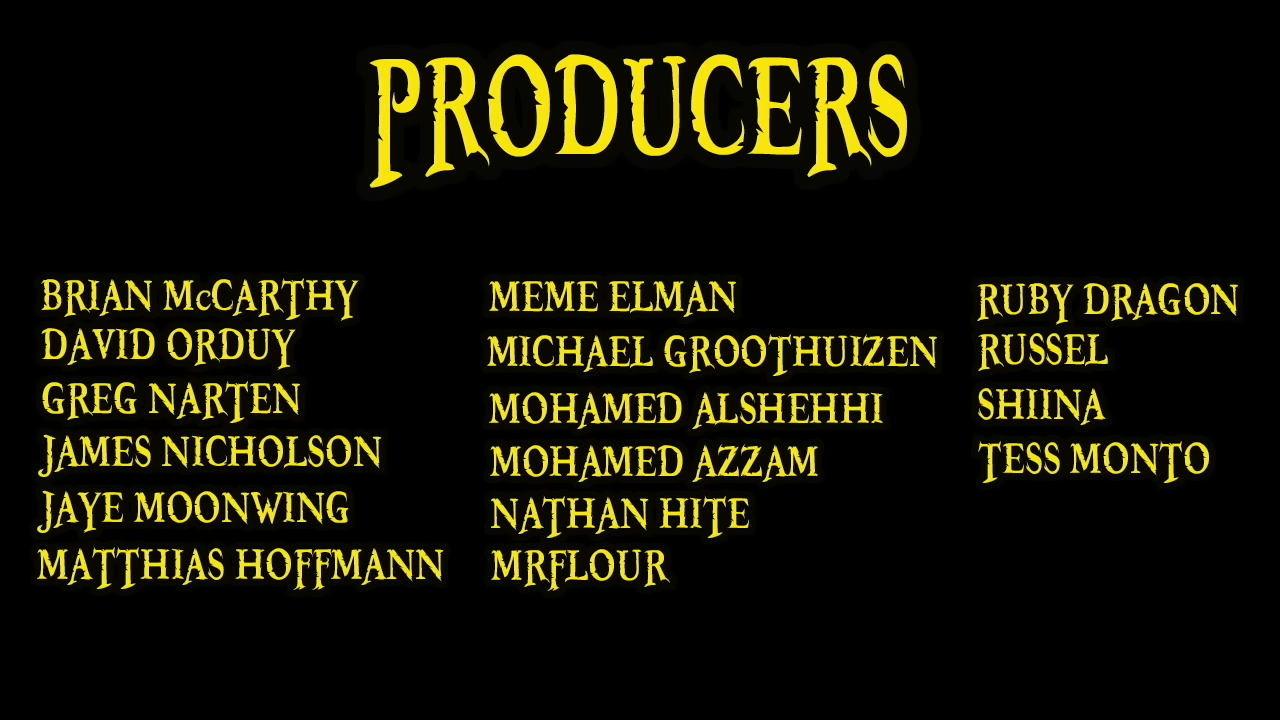 PRODUCERS
BRIAN McCARTHY
DAVID ORDUY
GREG NARTEN
JAMES NICHOLSON
JAYE MOONWING
MATTHIAS HOFFMANN
MEME ELMAN
MICHAEL GROOTHUIZEN
MOHAMED ALSHEHHI
MOHAMED AZZAM
NATHAN HITE
MRFLOUR
RUBY DRAGON
RUSSEL
SHIINA
TESS MONTO